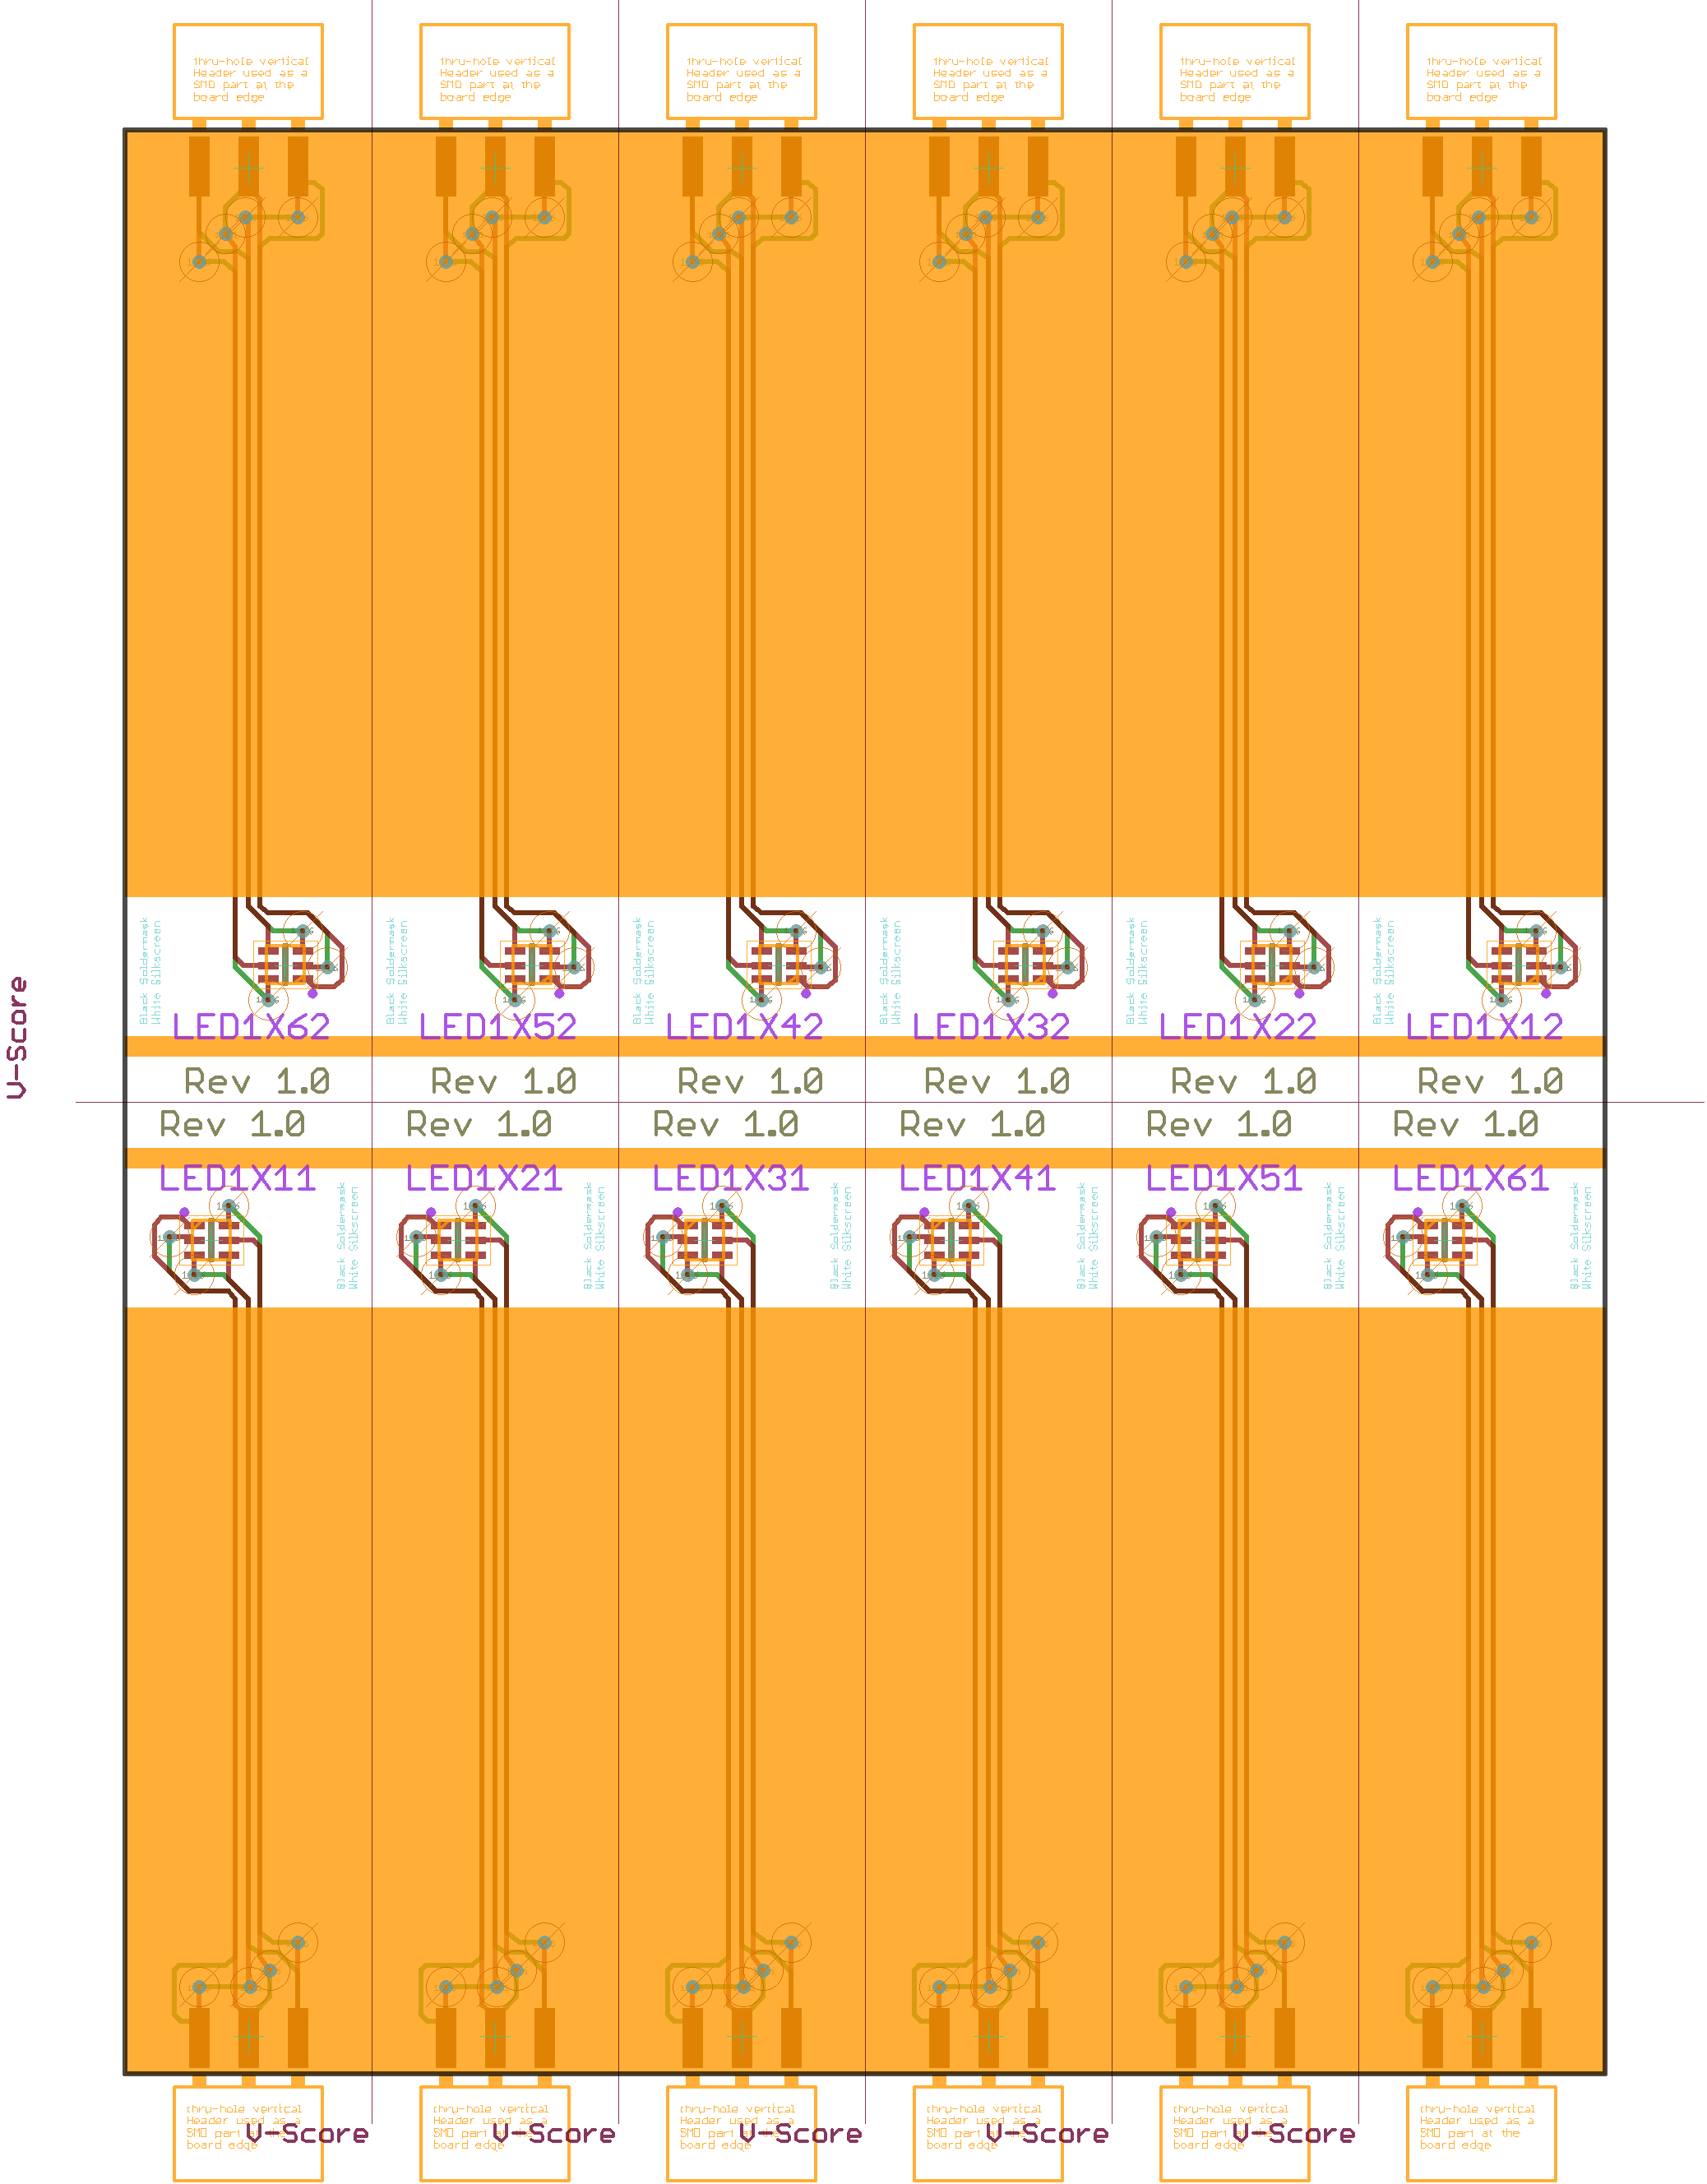 thru-hole vertical
Header used as a
SMD part at the
board edge
thru-hole vertical
Header used as a
SMD part at the
board edge
thru-hole vertical
Header used as a
SMD part at the
board edge
thru-hole vertical
Header used as a
SMD part at the
board edge
thru-hole vertical
Header used as a
SMD part at the
board edge
thru-hole vertical
Header used as a
SMD part at the
board edge
Black Soldermask
White Silkscreen
Black Soldermask
White Silkscreen
Black Soldermask
White Silkscreen
Black Soldermask
White Silkscreen
Black Soldermask
White Silkscreen
Black Soldermask
White Silkscreen
LED1X62 LED1X52 LED1X42 LED1X32 LED1X22 LED1X12
V-Score
Rev 1.0 Rev 1.0 Rev 1.0 Rev 1.0 Rev 1.0 Rev 1.0
Rev 1.0 Rev 1.0 Rev 1.0 Rev 1.0 Rev 1.0 Rev 1.0
LED1X11 LED1X21 LED1X31 LED1X41 LED1X51 LED1X61
Black Soldermask
White Silkscreen
Black Soldermask
White Silkscreen
Black Soldermask
White Silkscreen
Black Soldermask
White Silkscreen
Black Soldermask
White Silkscreen
Black Soldermask
White Silkscreen
thru-hole vertical
Header used as a
SMD part at the
board edge
thru-hole vertical
Header used as a
SMD part at the
board edge
thru-hole vertical
Header used as a
SMD part at the
board edge
thru-hole vertical
Header used as a
SMD part at the
board edge
thru-hole vertical
Header used as a
SMD part at the
board edge
thru-hole vertical
Header used as a
SMD part at the
board edge
V-Score V-Score V-Score V-Score V-Score